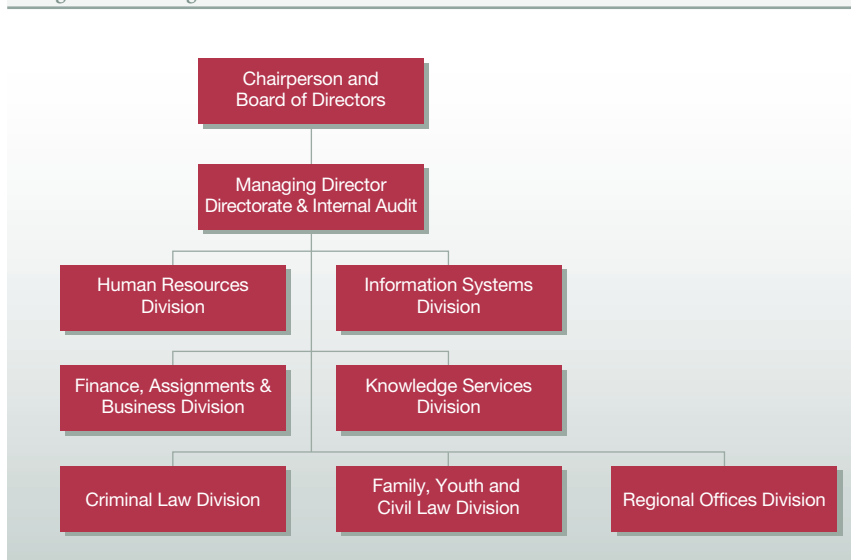 Chairperson and
Board of Directors
Managing Director
Directorate & Internal Audit
Human Resources
Division
Information Systems
Division
Finance, Assignments &
Business Division
Knowledge Services
Division
Criminal Law Division
Family, Youth and
Civil Law Division
Regional Offices Division